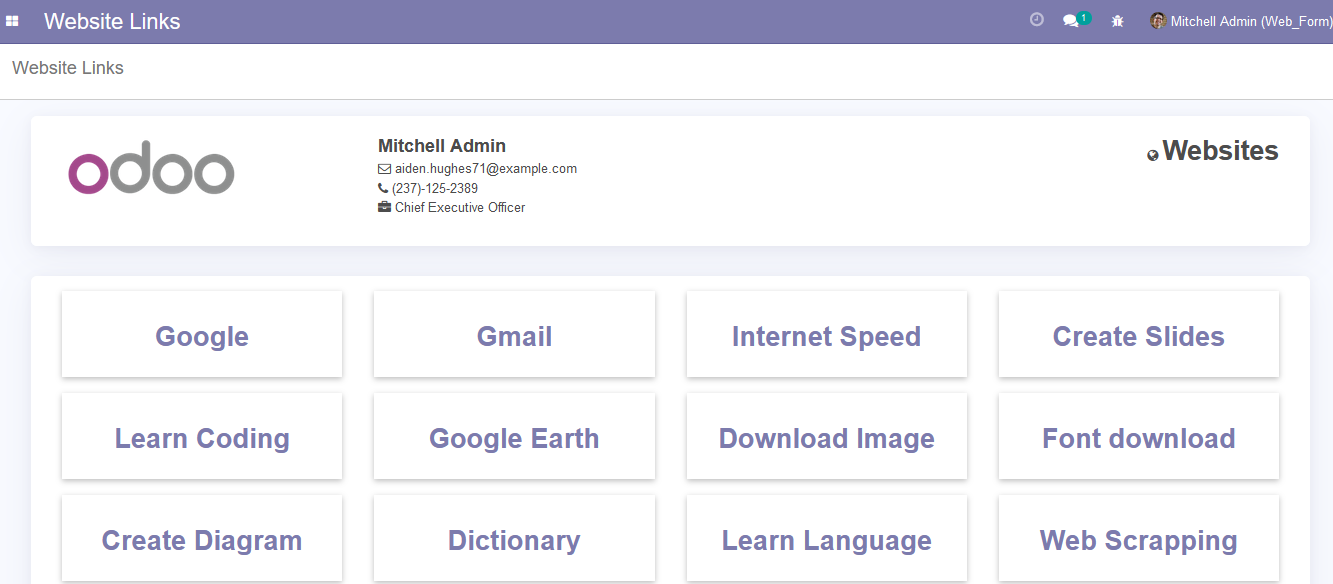 Website Links
1
Mitchell Admin (Web_Form)
Website Links
odoo
Mitchell Admin
aiden.hughes71@example.com
(237)-125-2389
Chief Executive Officer
Websites
Google
Gmail
Internet Speed
Create Slides
Learn Coding
Google Earth
Download Image
Font download
Create Diagram
Dictionary
Learn Language
Web Scrapping